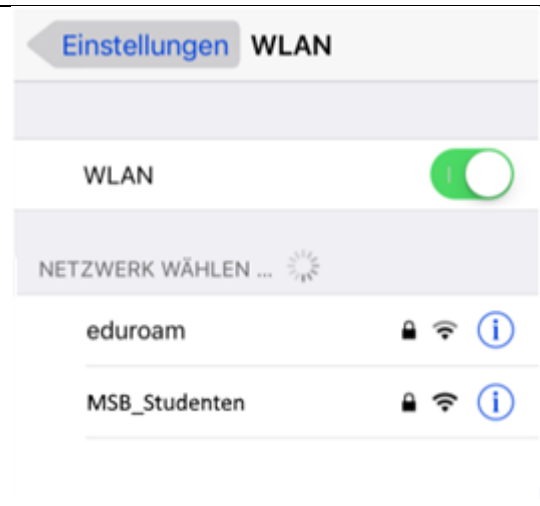 Einstellungen WLAN
WLAN
NETZWERK WÄHLEN ...
eduroam
MSB_Studenten